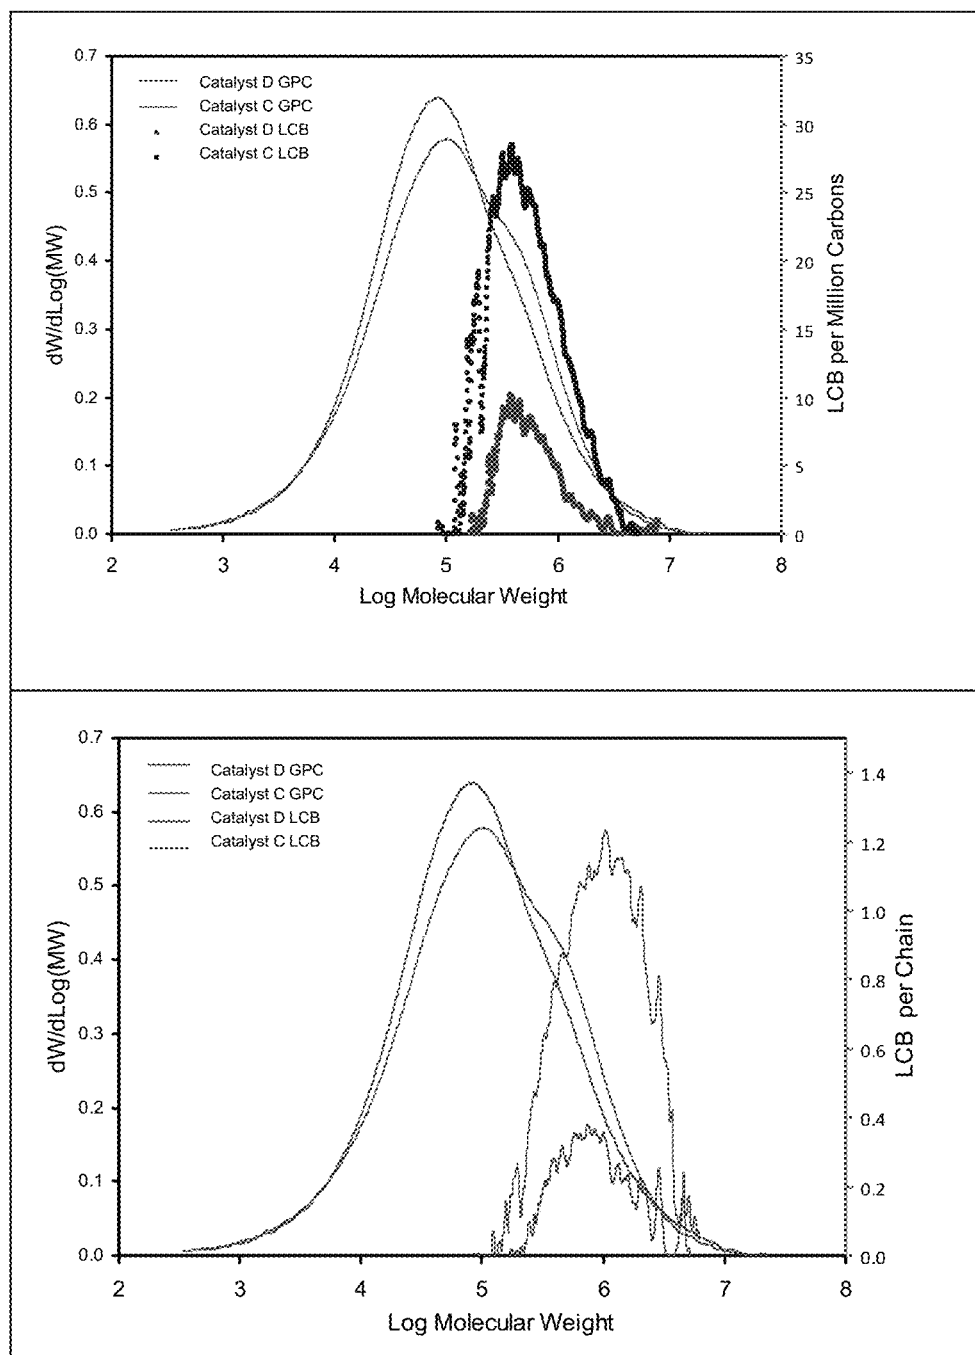 0.7
0.6
0.5
0.4
0.3
0.2
0.1
0.0
dW/dLog(MW)
Catalyst D GPC
Catalyst C GPC
Catalyst D LCB
Catalyst C LCB
35
30
25
20
15
10
5
0
LCB per Million Carbons
2 3 4 5 6 7 8
Log Molecular Weight
0.7
0.6
0.5
0.4
0.3
0.2
0.1
0.0
dW/dLog(MW)
Catalyst D GPC
Catalyst C GPC
Catalyst D LCB
Catalyst C LCB
1.4
1.2
1.0
0.8
0.6
0.4
0.2
0.0
LCB per Chain
2 3 4 5 6 7 8
Log Molecular Weight